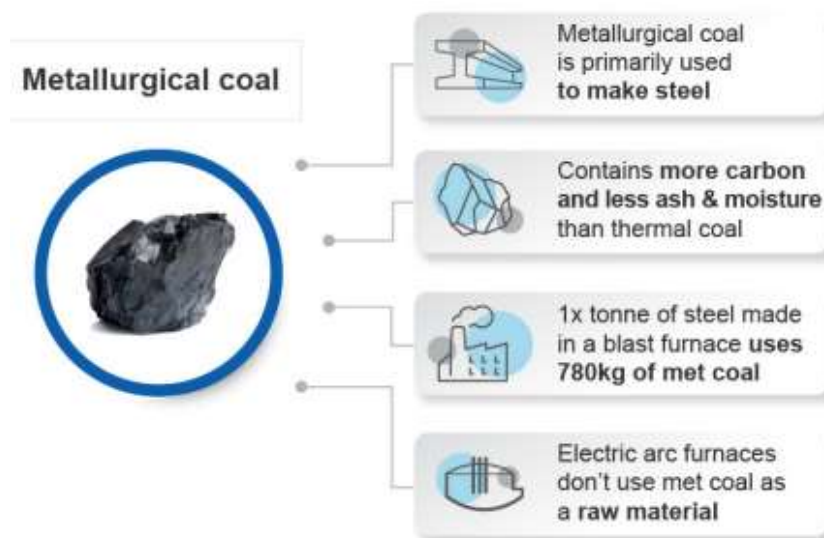 Metallurgical coal
Metallurgical coal
is primarily used
to make steel
Contains more carbon
and less ash & moisture
than thermal coal
1x tonne of steel made
in a blast furnace uses
780kg of met coal
Electric arc furnaces
don't use met coal as
a raw material